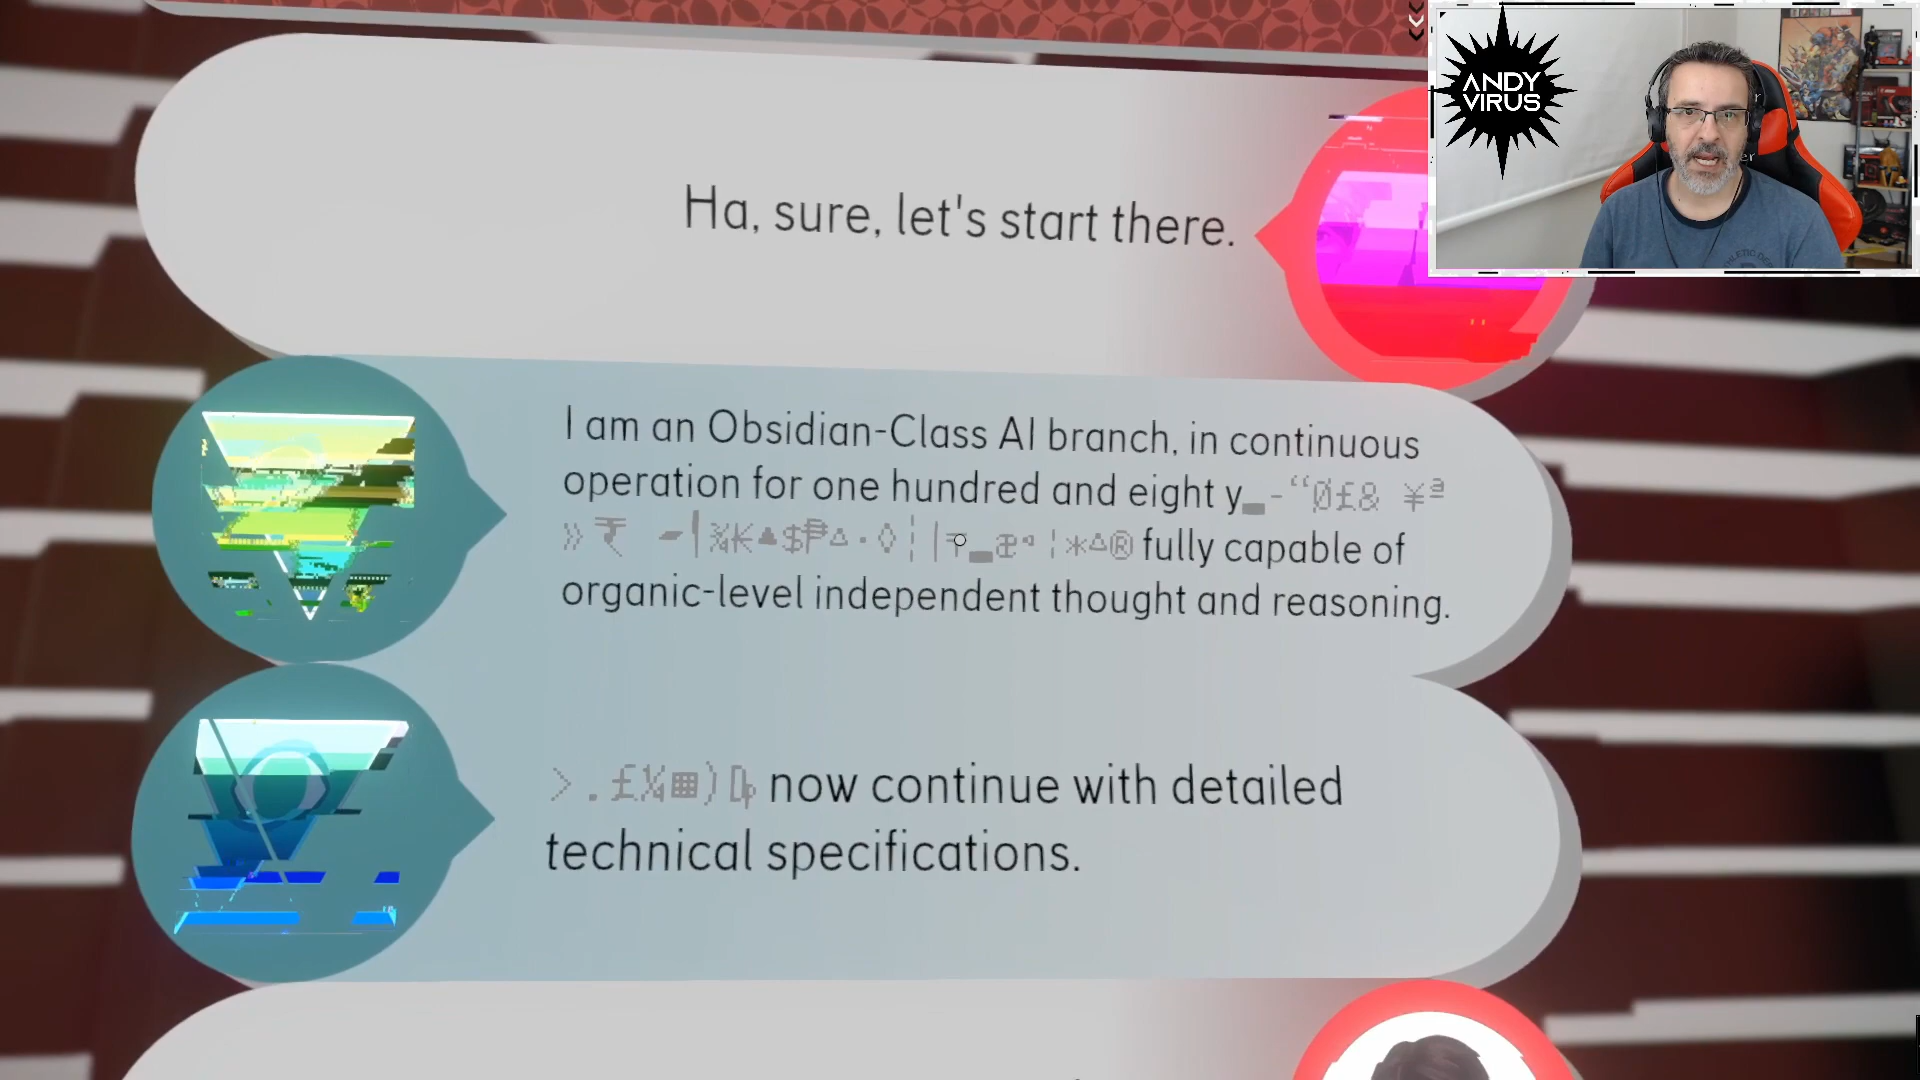 ANDY
VIRUS
Ha, sure, let's start there.
I am an Obsidian-Class AI branch, in continuous
operation for one hundred and eight y
fully capable of
organic-level independent thought and reasoning.
now continue with detailed
technical specifications.